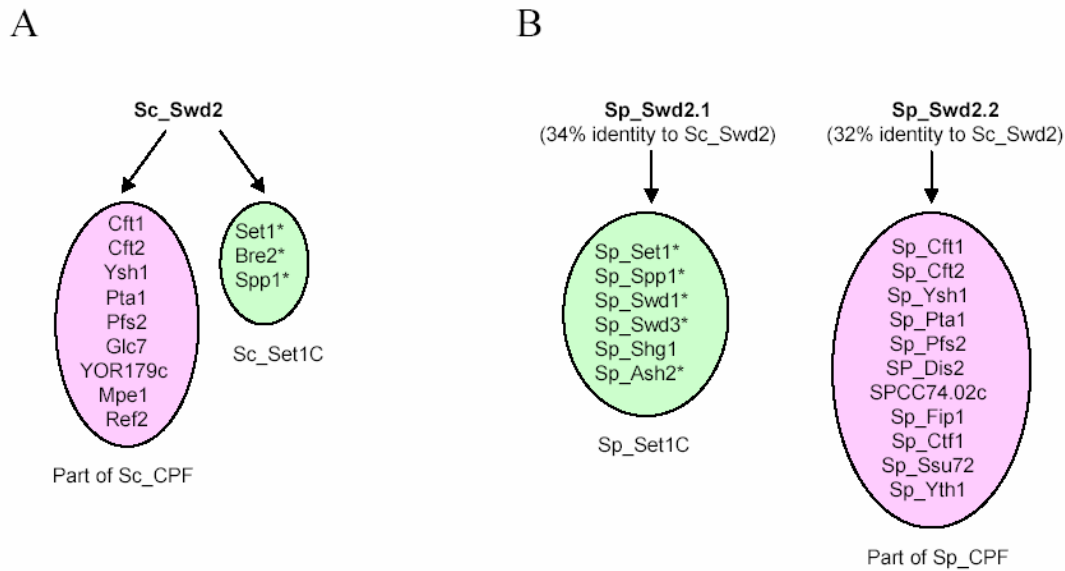 A
Sc_Swd2
Cft1
Cft2
Ysh1
Pta1
Pfs2
Glc7
YOR179c
Mpe1
Ref2
Part of Sc_CPF
Set1*
Bre2*
Spp1*
Sc_Set1C
B
Sp_Swd2.1
(34% identity to Sc_Swd2)
Sp_Set1*
Sp_Spp1*
Sp_Swd1*
Sp_Swd3*
Sp_Shg1
Sp_Ash2*
Sp_Set1C
Sp_Swd2.2
(32% identity to Sc_Swd2)
Sp_Cft1
Sp_Cft2
Sp_Ysh1
Sp_Pta1
Sp_Pfs2
SP_Dis2
SPCC74.02c
Sp_Fip1
Sp_Ctf1
Sp_Ssu72
Sp_Yth1
Part of Sp_CPF